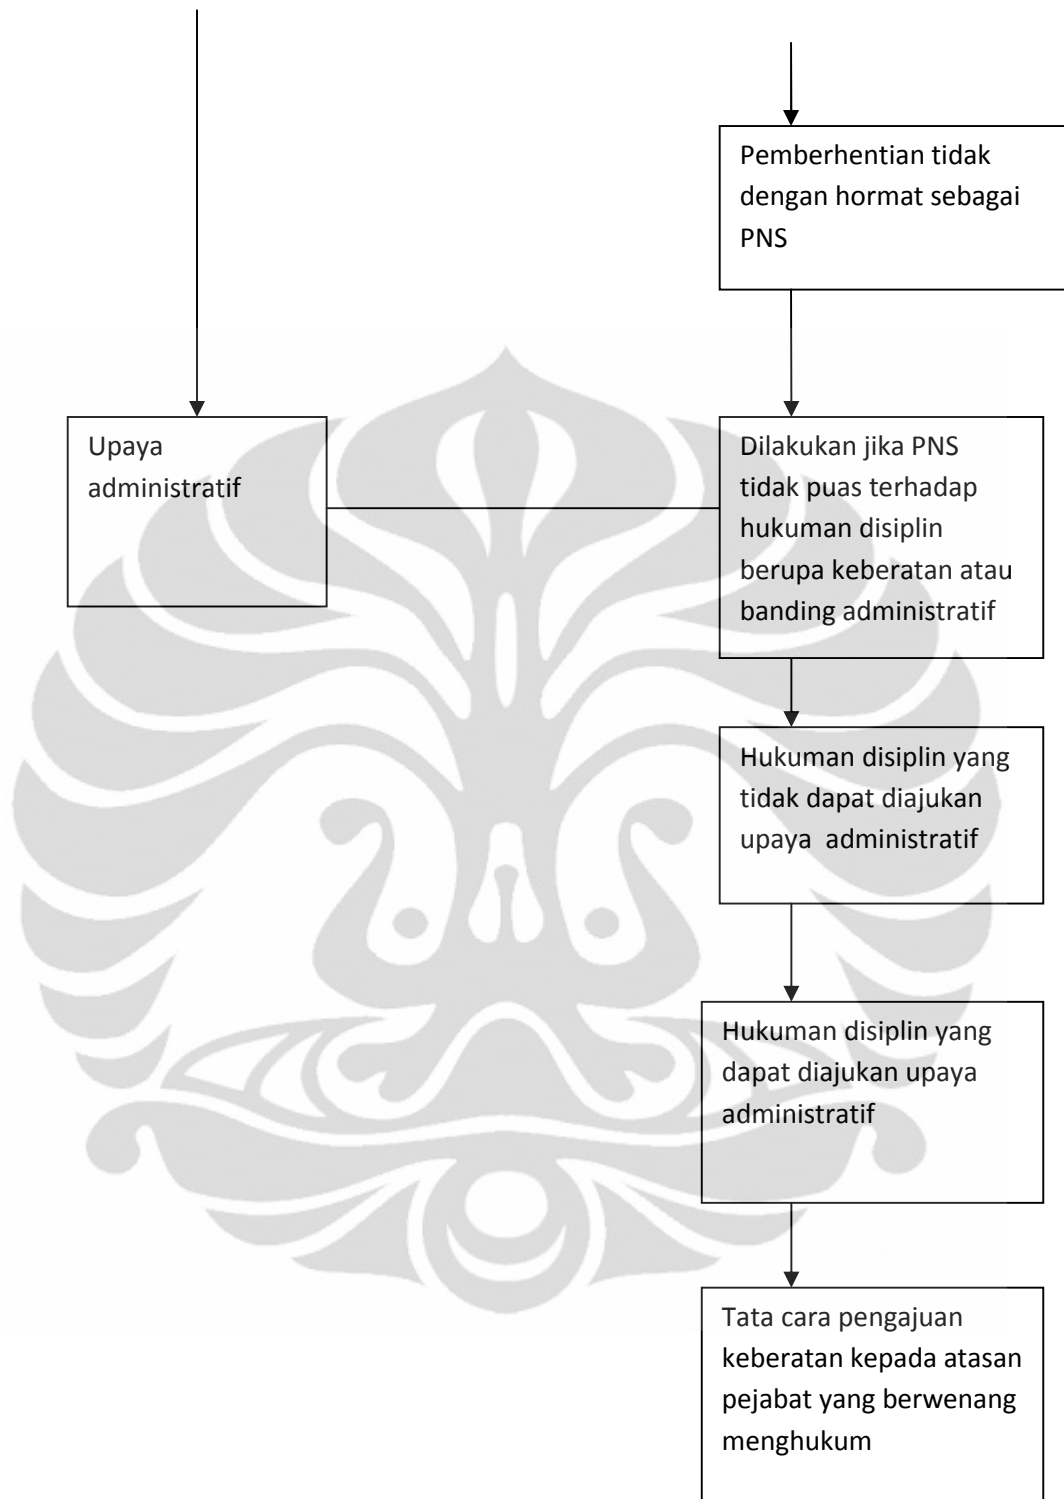 Pemberhentian tidak
dengan hormat sebagai
PNS
Upaya
administratif
Dilakukan jika PNS
tidak puas terhadap
hukuman disiplin
berupa keberatan atau
banding administratif
Hukuman disiplin yang
tidak dapat diajukan
upaya  administratif
Hukuman disiplin yang
dapat diajukan upaya
administratif
Tata cara pengajuan
keberatan kepada atasan
pejabat yang berwenang
menghukum